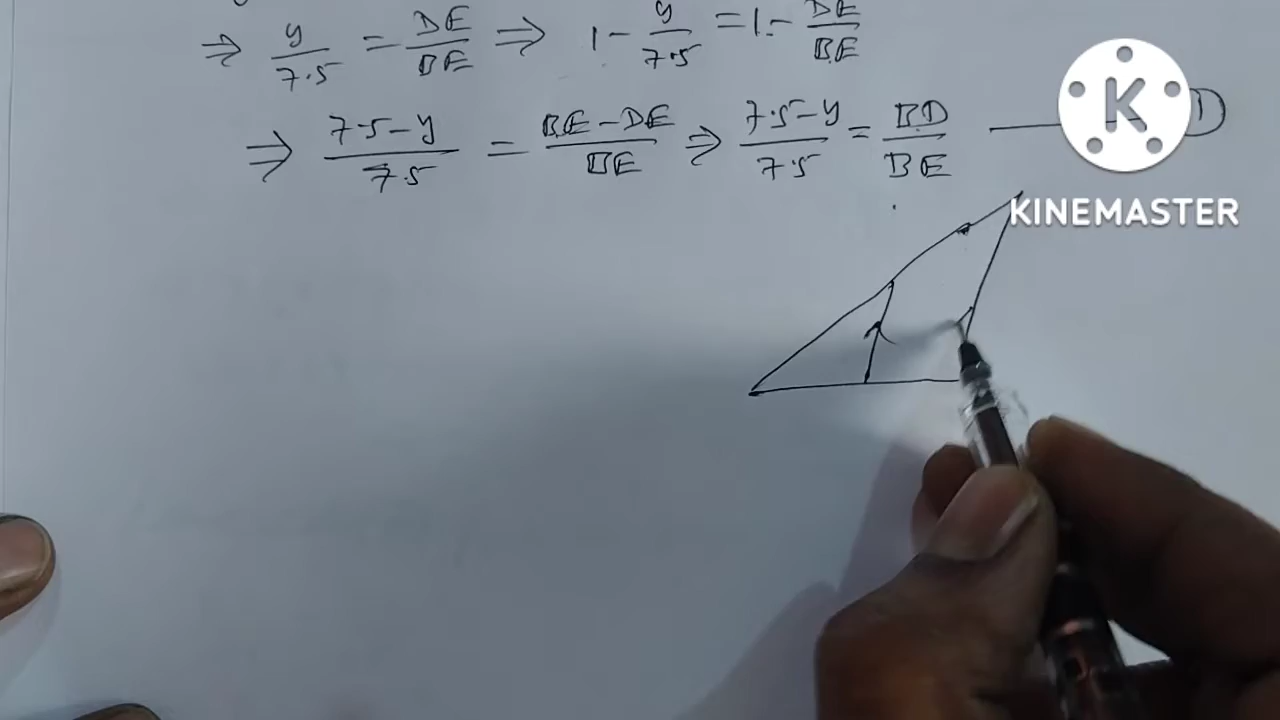 ⇒ y/7.5 = DE/BE ⇒ 1 - y/7.5 = 1 - DE/BE
⇒ 7.5-y/7.5 = BE-DE/BE ⇒ 7.5-y/7.5 = BD/BE —
K
KINEMASTER